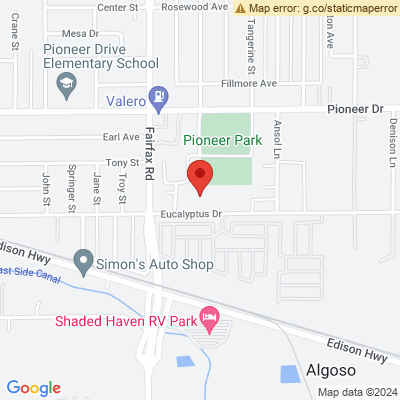 Crane St
Center St
Rosewood Ave
Map error: g.co/staticmaperror
Mesa Dr
Tangerine St
Pioneer Drive
Elementary School
Fillmore Ave
Valero
Pioneer Dr
Earl Ave
Fairfax Rd
Pioneer Park
Ansol Ln
Denison Ln
Tony St
John St
Springer St
Jane St
Troy St
Eucalyptus Dr
Edison Hwy
Simon's Auto Shop
East Side Canal
Shaded Haven RV Park
Edison Hwy
Algoso
Google
Map data ©2024